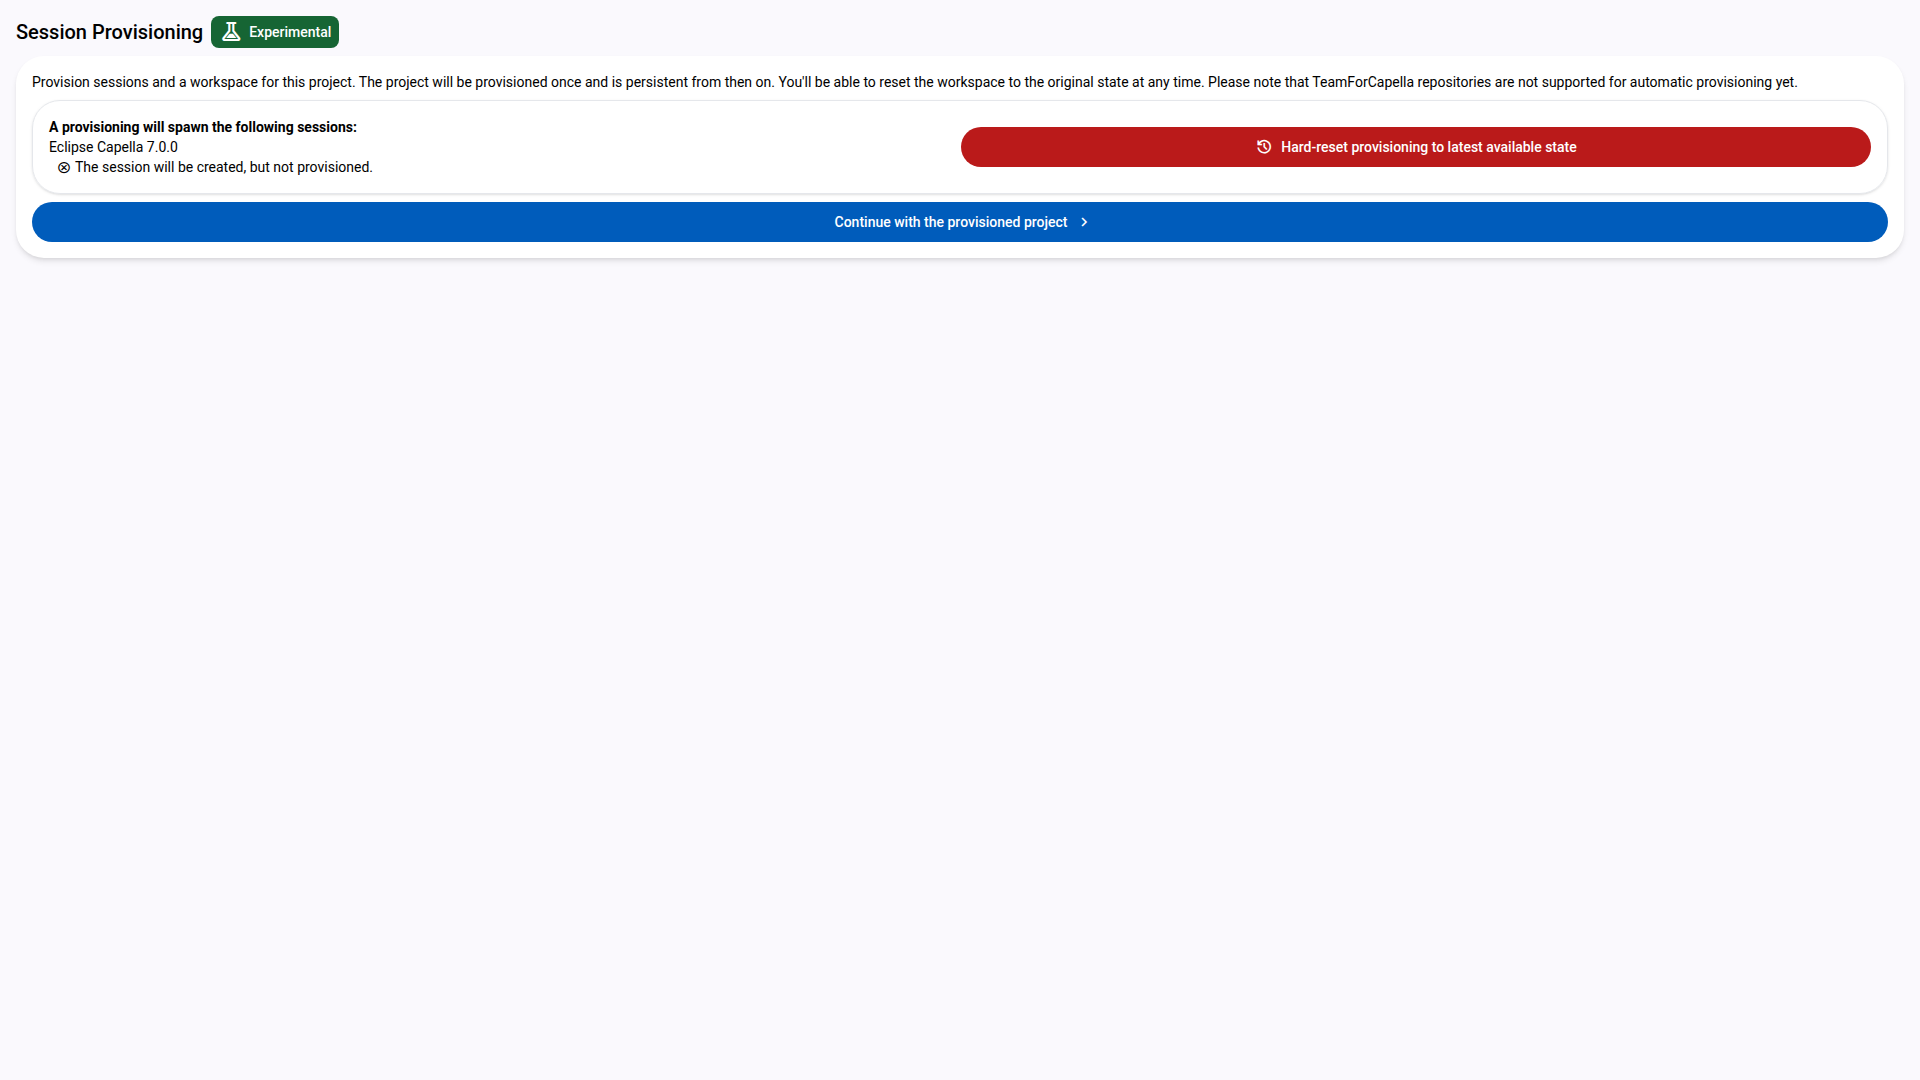 Session Provisioning
Experimental
Provision sessions and a workspace for this project. The project will be provisioned once and is persistent from then on. You'll be able to reset the workspace to the original state at any time. Please note that TeamForCapella repositories are not supported for automatic provisioning yet.
A provisioning will spawn the following sessions:
Eclipse Capella 7.0.0
The session will be created, but not provisioned.
Hard-reset provisioning to latest available state
Continue with the provisioned project